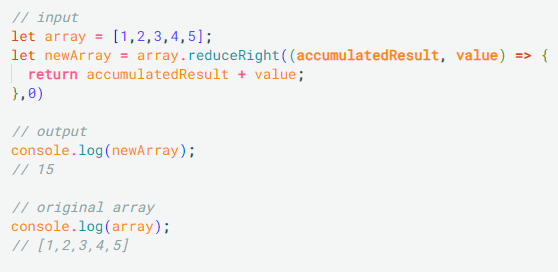 // input
let array = [1,2,3,4,5];
let newArray = array.reduceRight((accumulatedResult, value) => {
  return accumulatedResult + value;
},0)

// output
console.log(newArray);
// 15

// original array
console.log(array);
// [1,2,3,4,5]